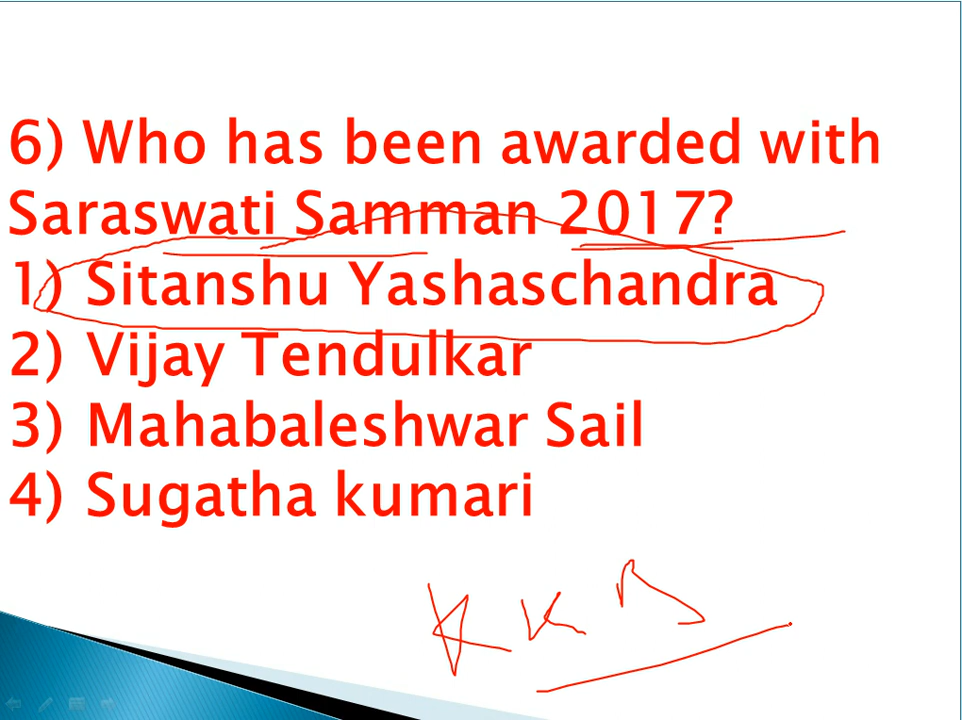 6) Who has been awarded with
Saraswati Samman 2017?
1) Sitanshu Yashaschandra
2) Vijay Tendulkar
3) Mahabaleshwar Sail
4) Sugatha kumari
K K B